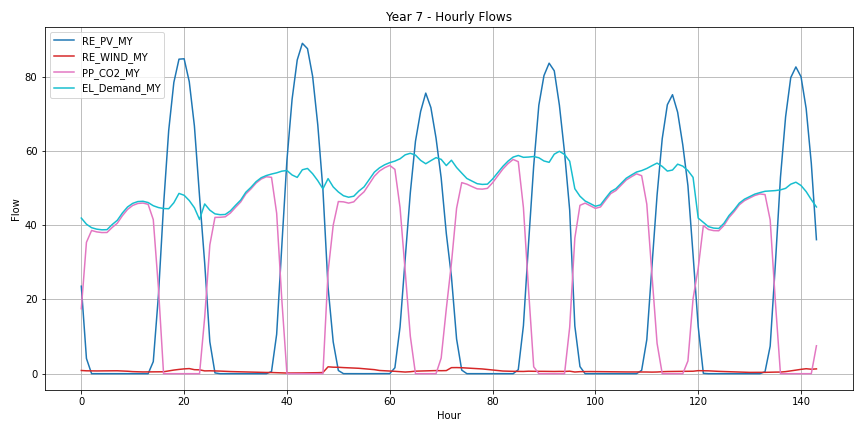 Year 7 - Hourly Flows
RE_PV_MY
RE_WIND_MY
PP_CO2_MY
EL_Demand_MY
Flow
80
60
40
20
0
0 20 40 60 80 100 120 140
Hour